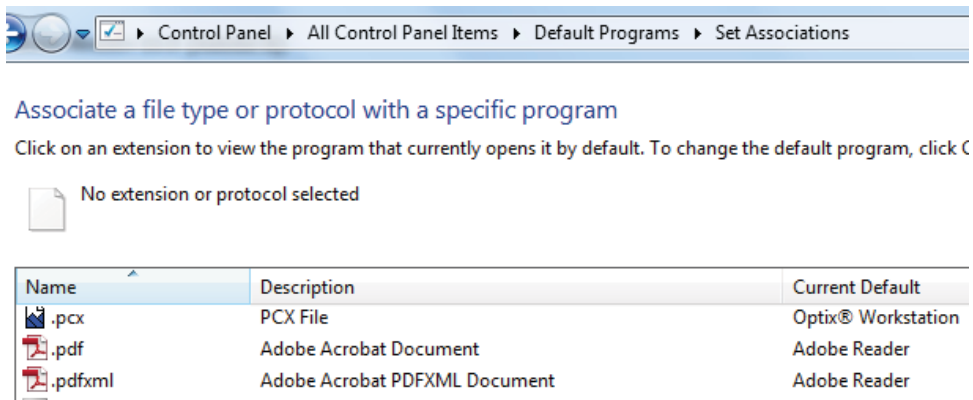 Control Panel ▸ All Control Panel Items ▸ Default Programs ▸ Set Associations
Associate a file type or protocol with a specific program
Click on an extension to view the program that currently opens it by default. To change the default program, click
No extension or protocol selected
Name Description Current Default
.pcx PCX File Optix® Workstation
.pdf Adobe Acrobat Document Adobe Reader
.pdfxml Adobe Acrobat PDFXML Document Adobe Reader